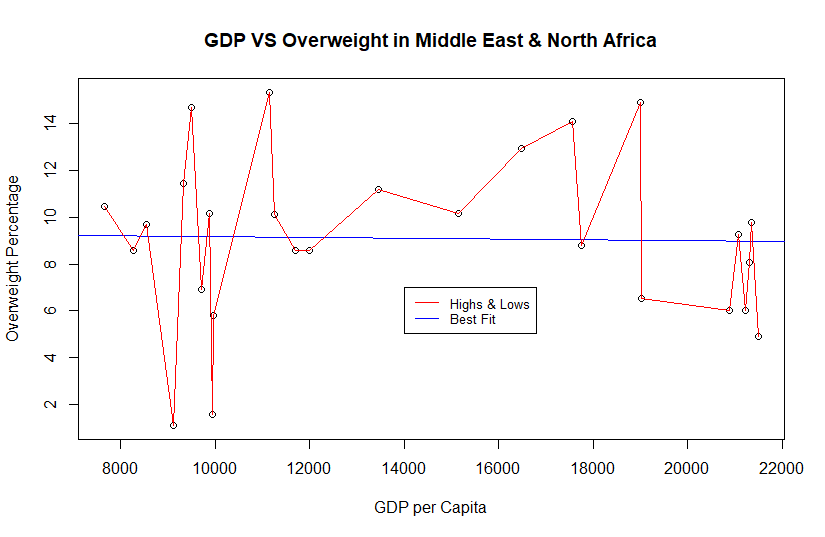 GDP VS Overweight in Middle East & North Africa
Overweight Percentage
14
12
10
8
6
4
2
Highs & Lows
Best Fit
8000 10000 12000 14000 16000 18000 20000 22000
GDP per Capita